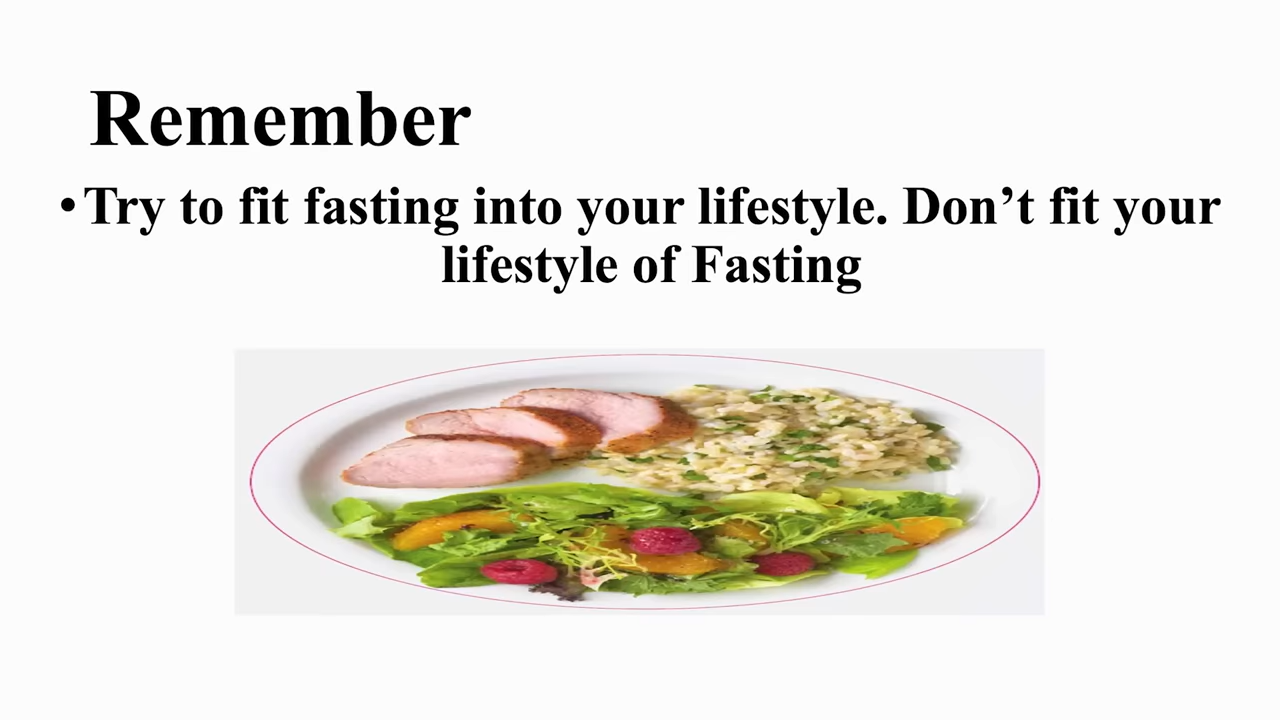 Remember
• Try to fit fasting into your lifestyle. Don’t fit your
lifestyle of Fasting